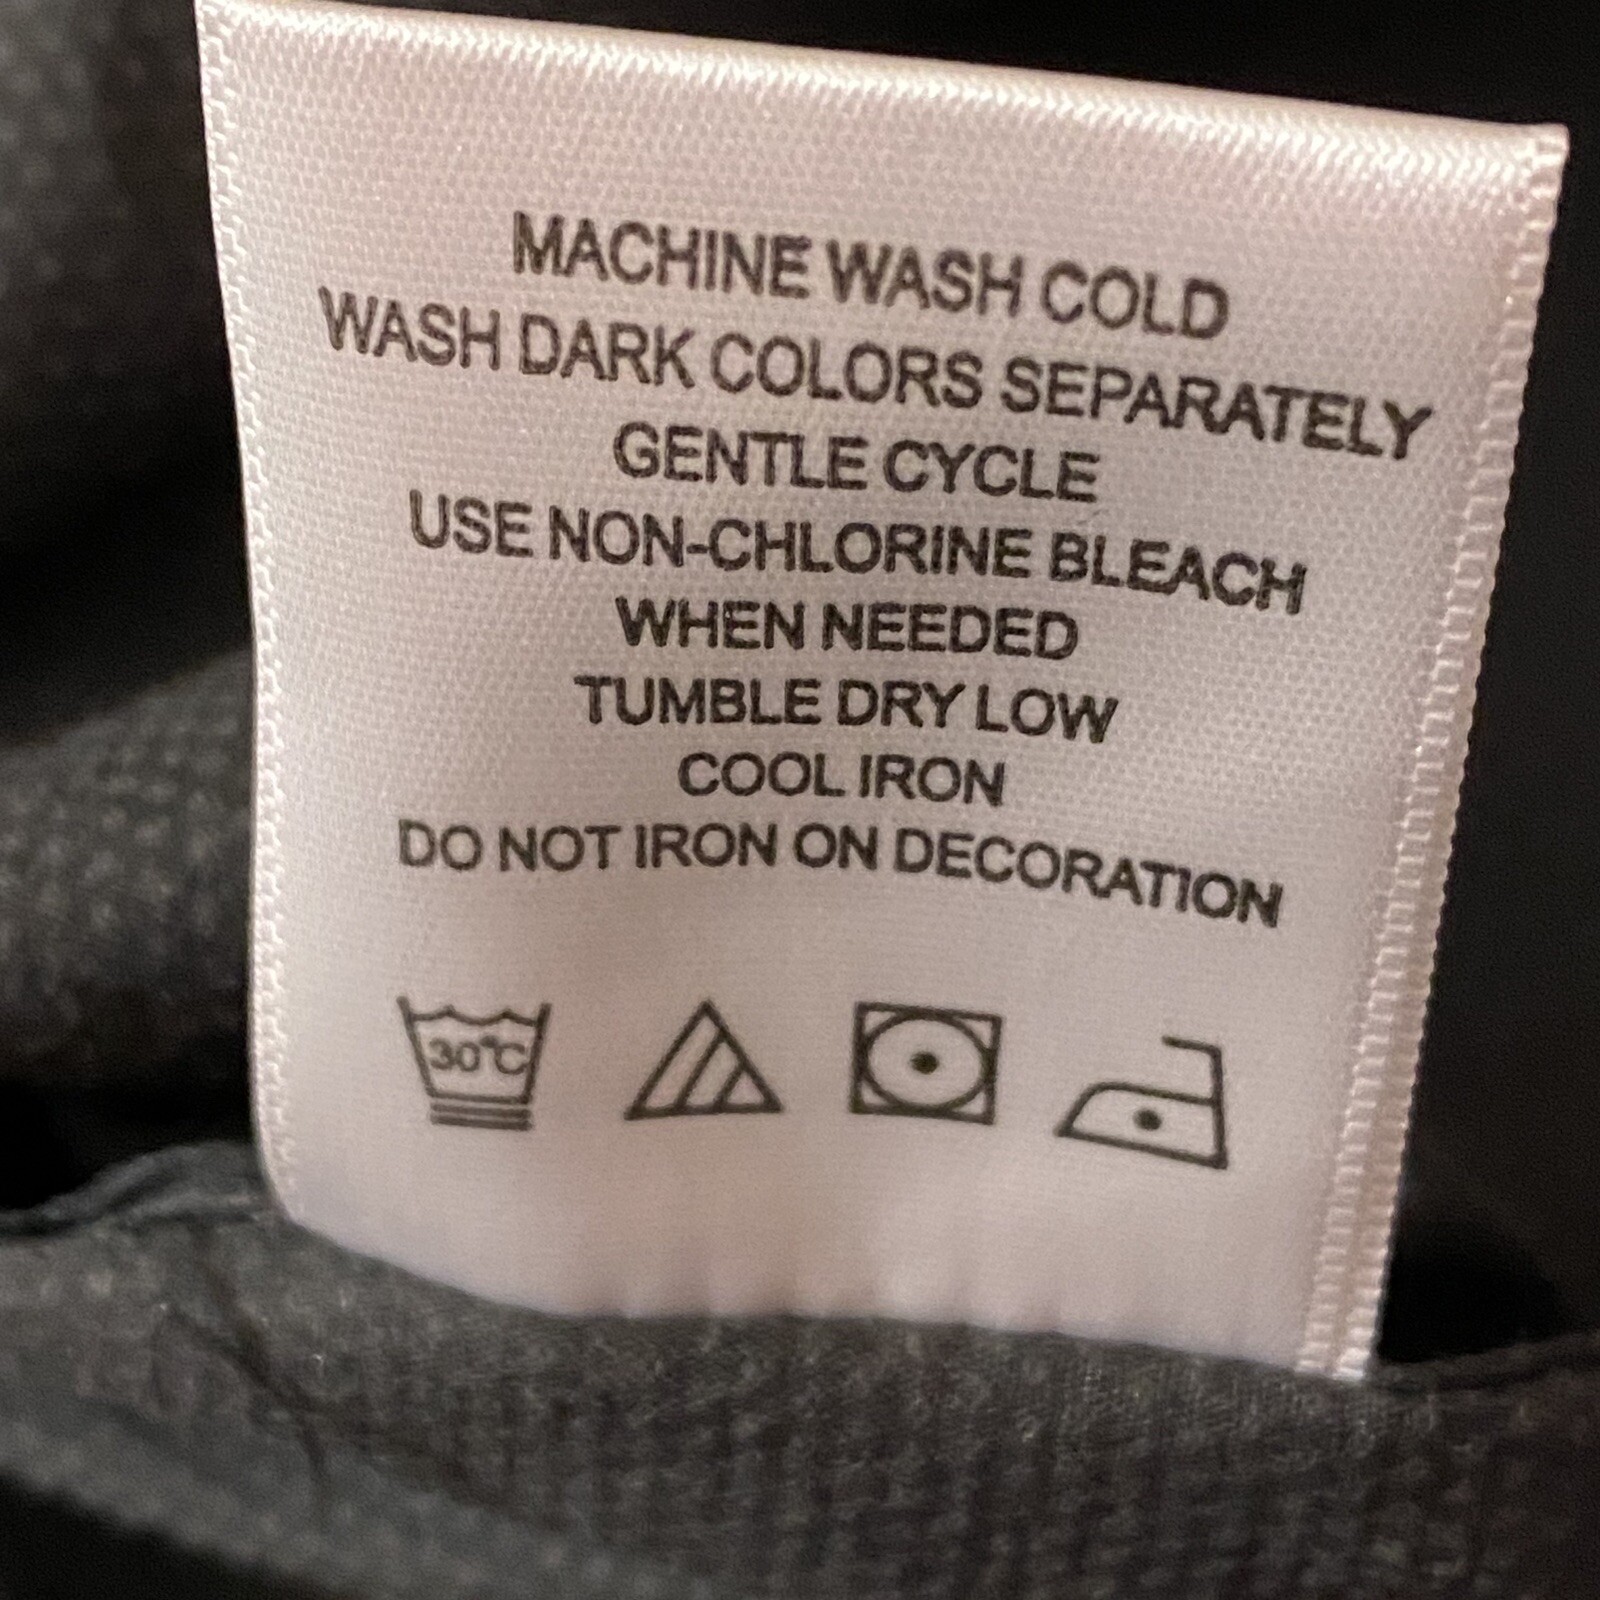 MACHINE WASH COLD
WASH DARK COLORS SEPARATELY
GENTLE CYCLE
USE NON-CHLORINE BLEACH
WHEN NEEDED
TUMBLE DRY LOW
COOL IRON
DO NOT IRON ON DECORATION
30°C